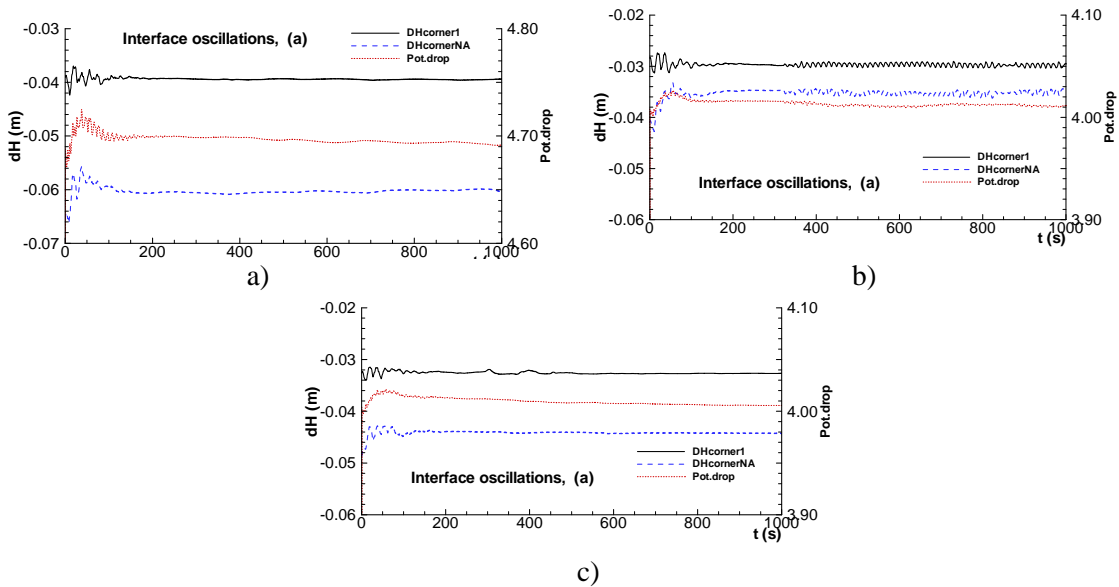 -0.03
4.80
Interface oscillations, (a)
DHcorner1
DHcornerNA
Pot.drop
-0.04
-0.05
4.70
dH (m)
Pot.drop
-0.06
-0.07
4.60
0 200 400 600 800 1000
a)
-0.02
4.10
-0.03
-0.04
4.00
dH (m)
Pot.drop
-0.05
DHcorner1
DHcornerNA
Pot.drop
Interface oscillations, (a)
-0.06
3.90
0 200 400 600 800 1000
t (s)
b)
-0.02
4.10
-0.03
-0.04
4.00
dH (m)
Pot.drop
-0.05
DHcorner1
DHcornerNA
Pot.drop
Interface oscillations, (a)
-0.06
3.90
0 200 400 600 800 1000
t (s)
c)